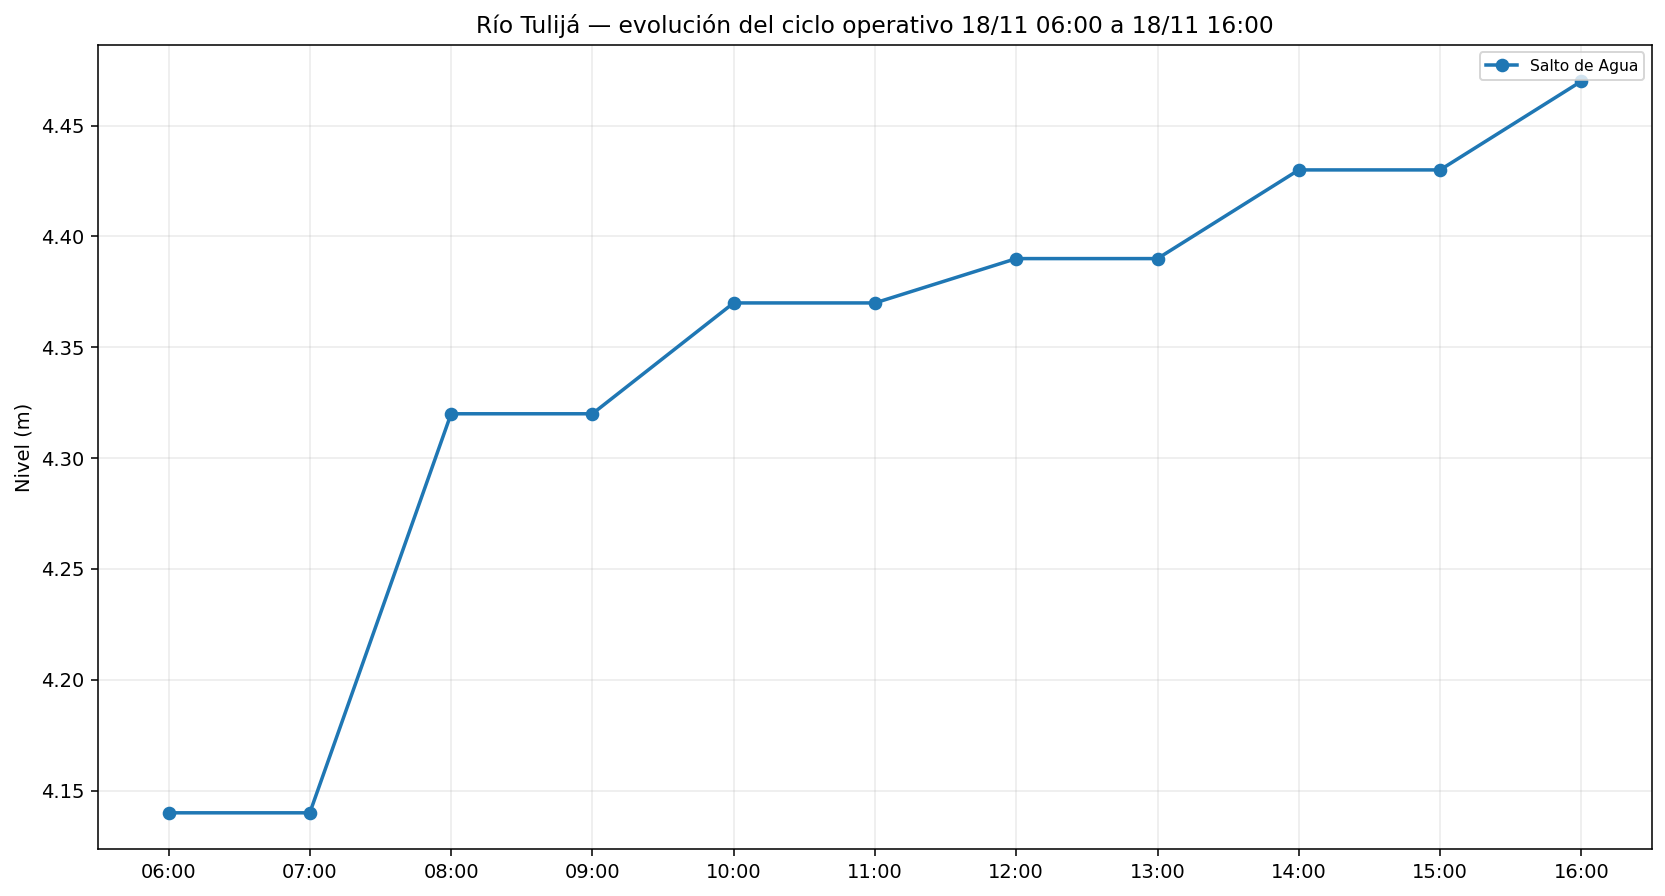 Río Tulijá — evolución del ciclo operativo 18/11 06:00 a 18/11 16:00
Salto de Agua
Nivel (m)
4.45
4.40
4.35
4.30
4.25
4.20
4.15
06:00 07:00 08:00 09:00 10:00 11:00 12:00 13:00 14:00 15:00 16:00